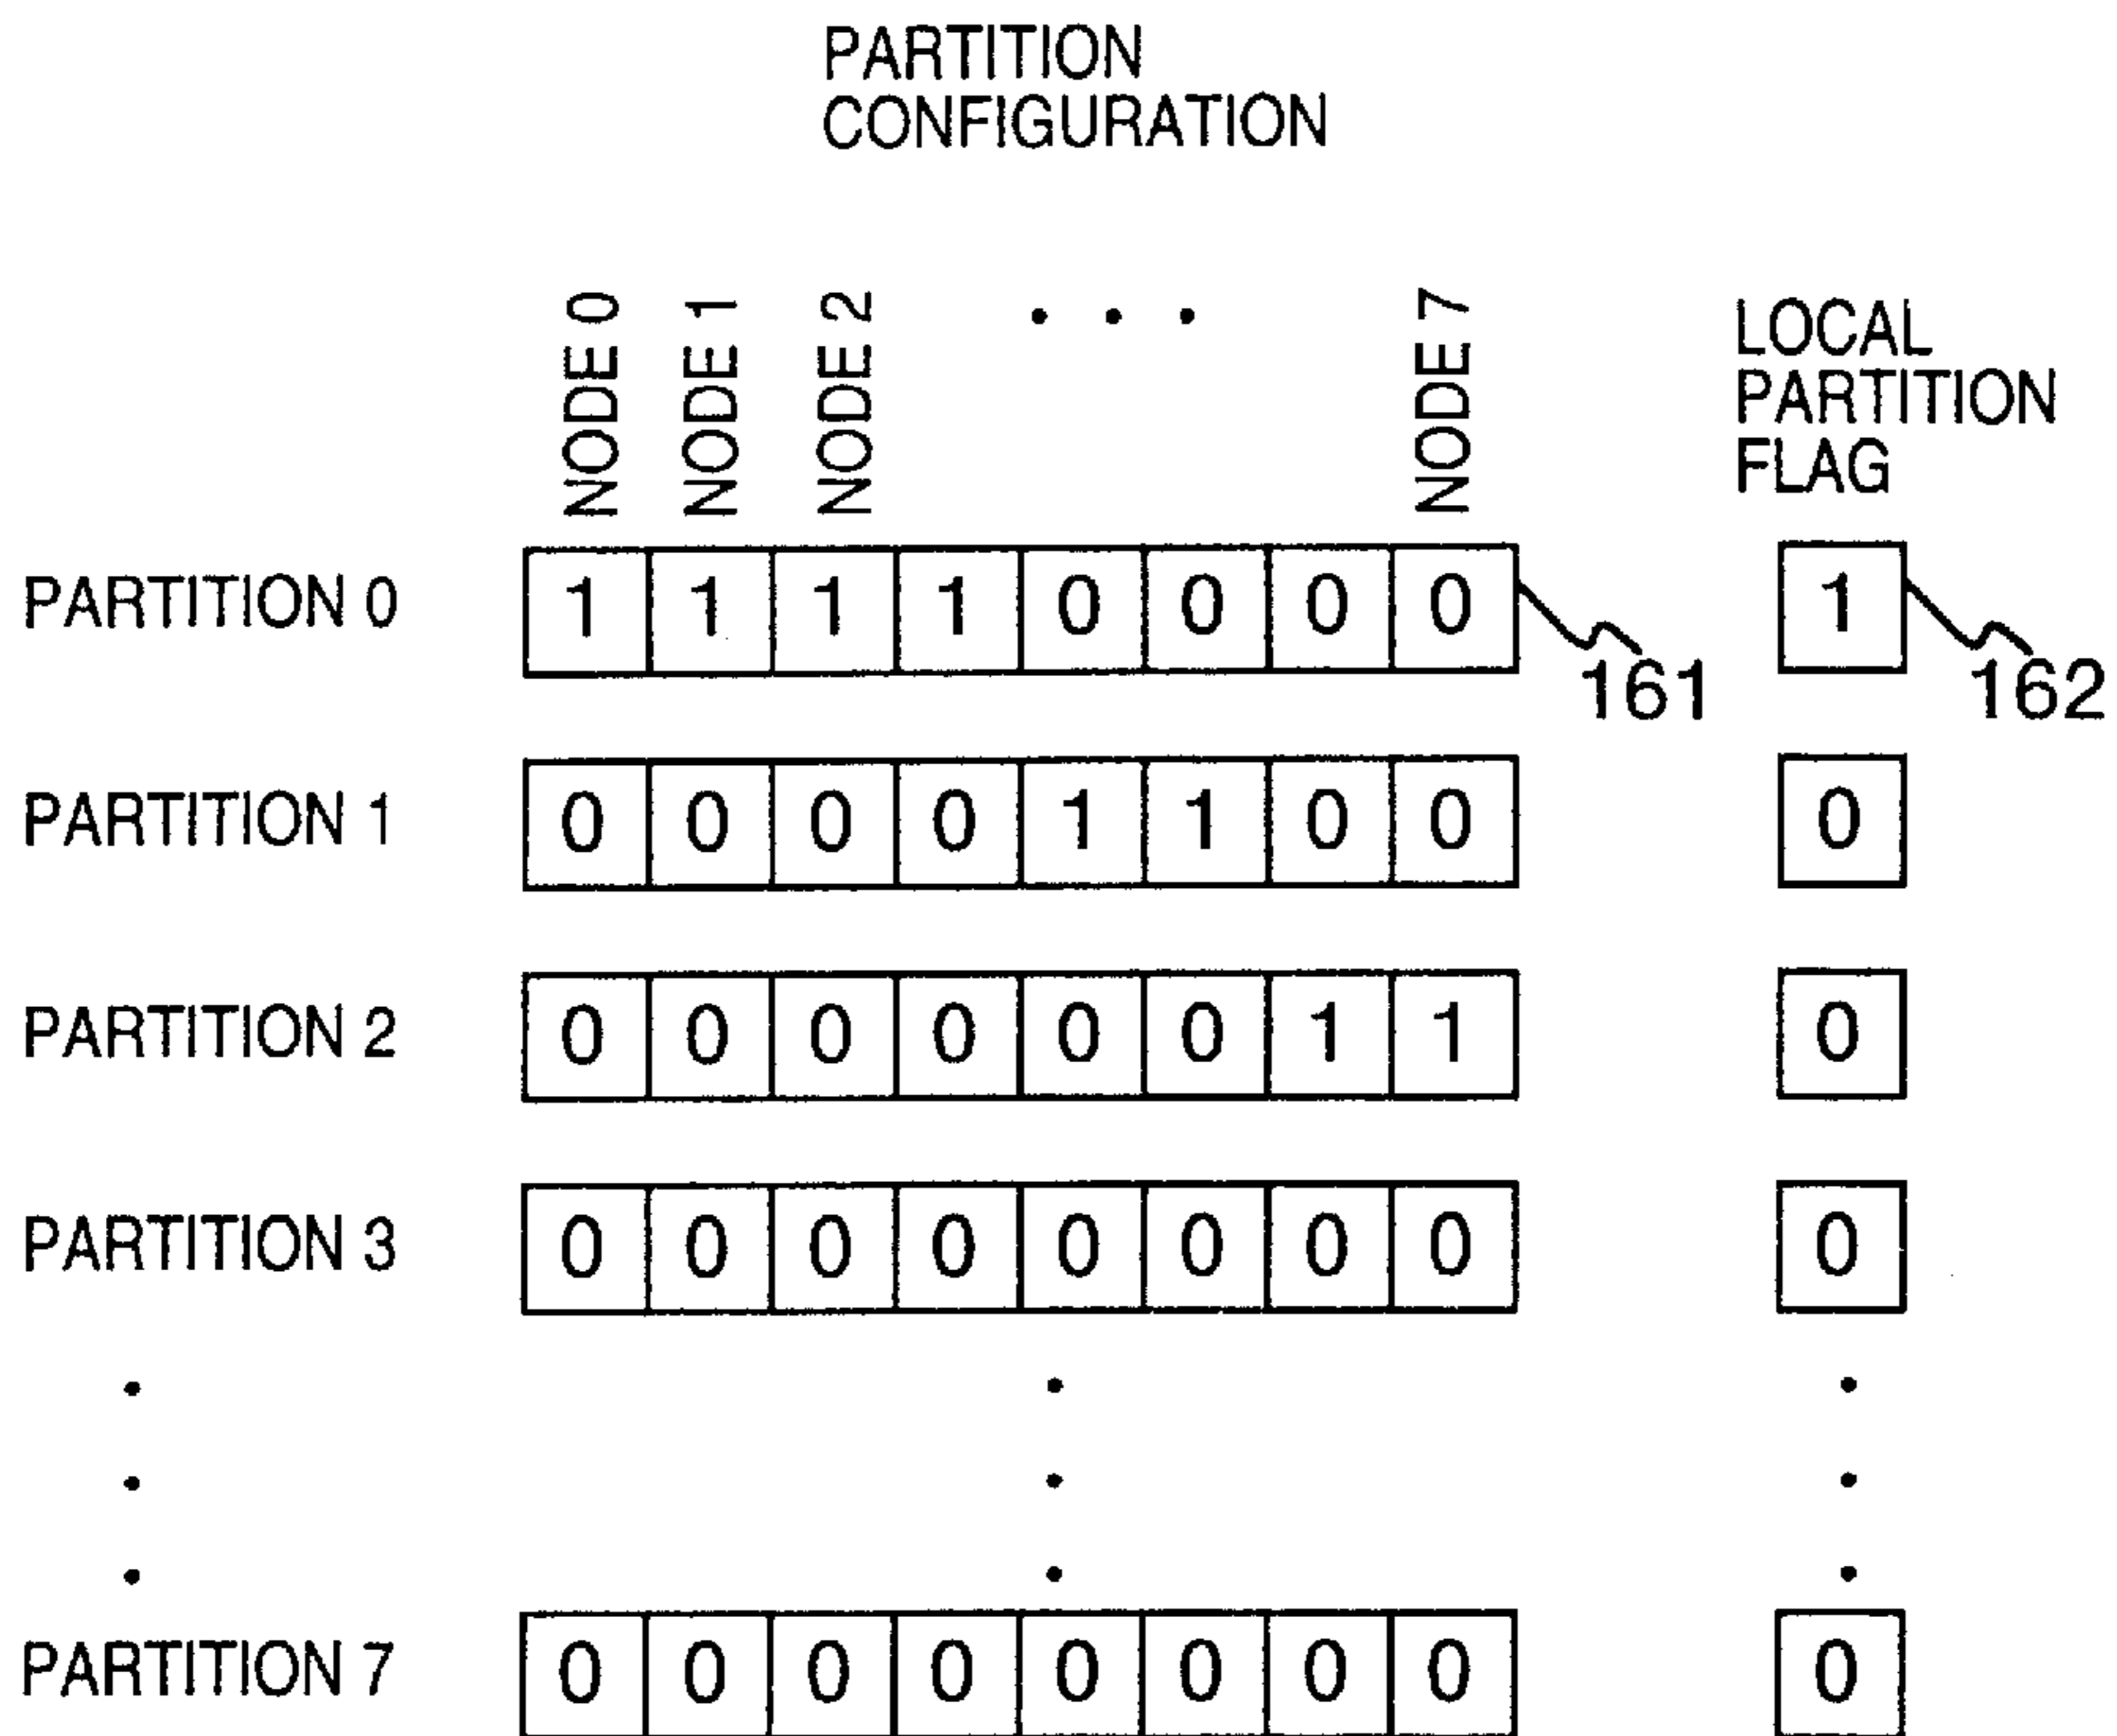 PARTITION
CONFIGURATION
NODE 0
NODE 1
NODE 2
. . .
NODE 7
LOCAL
PARTITION
FLAG
PARTITION 0 1 1 1 1 0 0 0 0 1
161
162
PARTITION 1 0 0 0 0 1 1 0 0 0
PARTITION 2 0 0 0 0 0 0 1 1 0
PARTITION 3 0 0 0 0 0 0 0 0 0
PARTITION 7 0 0 0 0 0 0 0 0 0